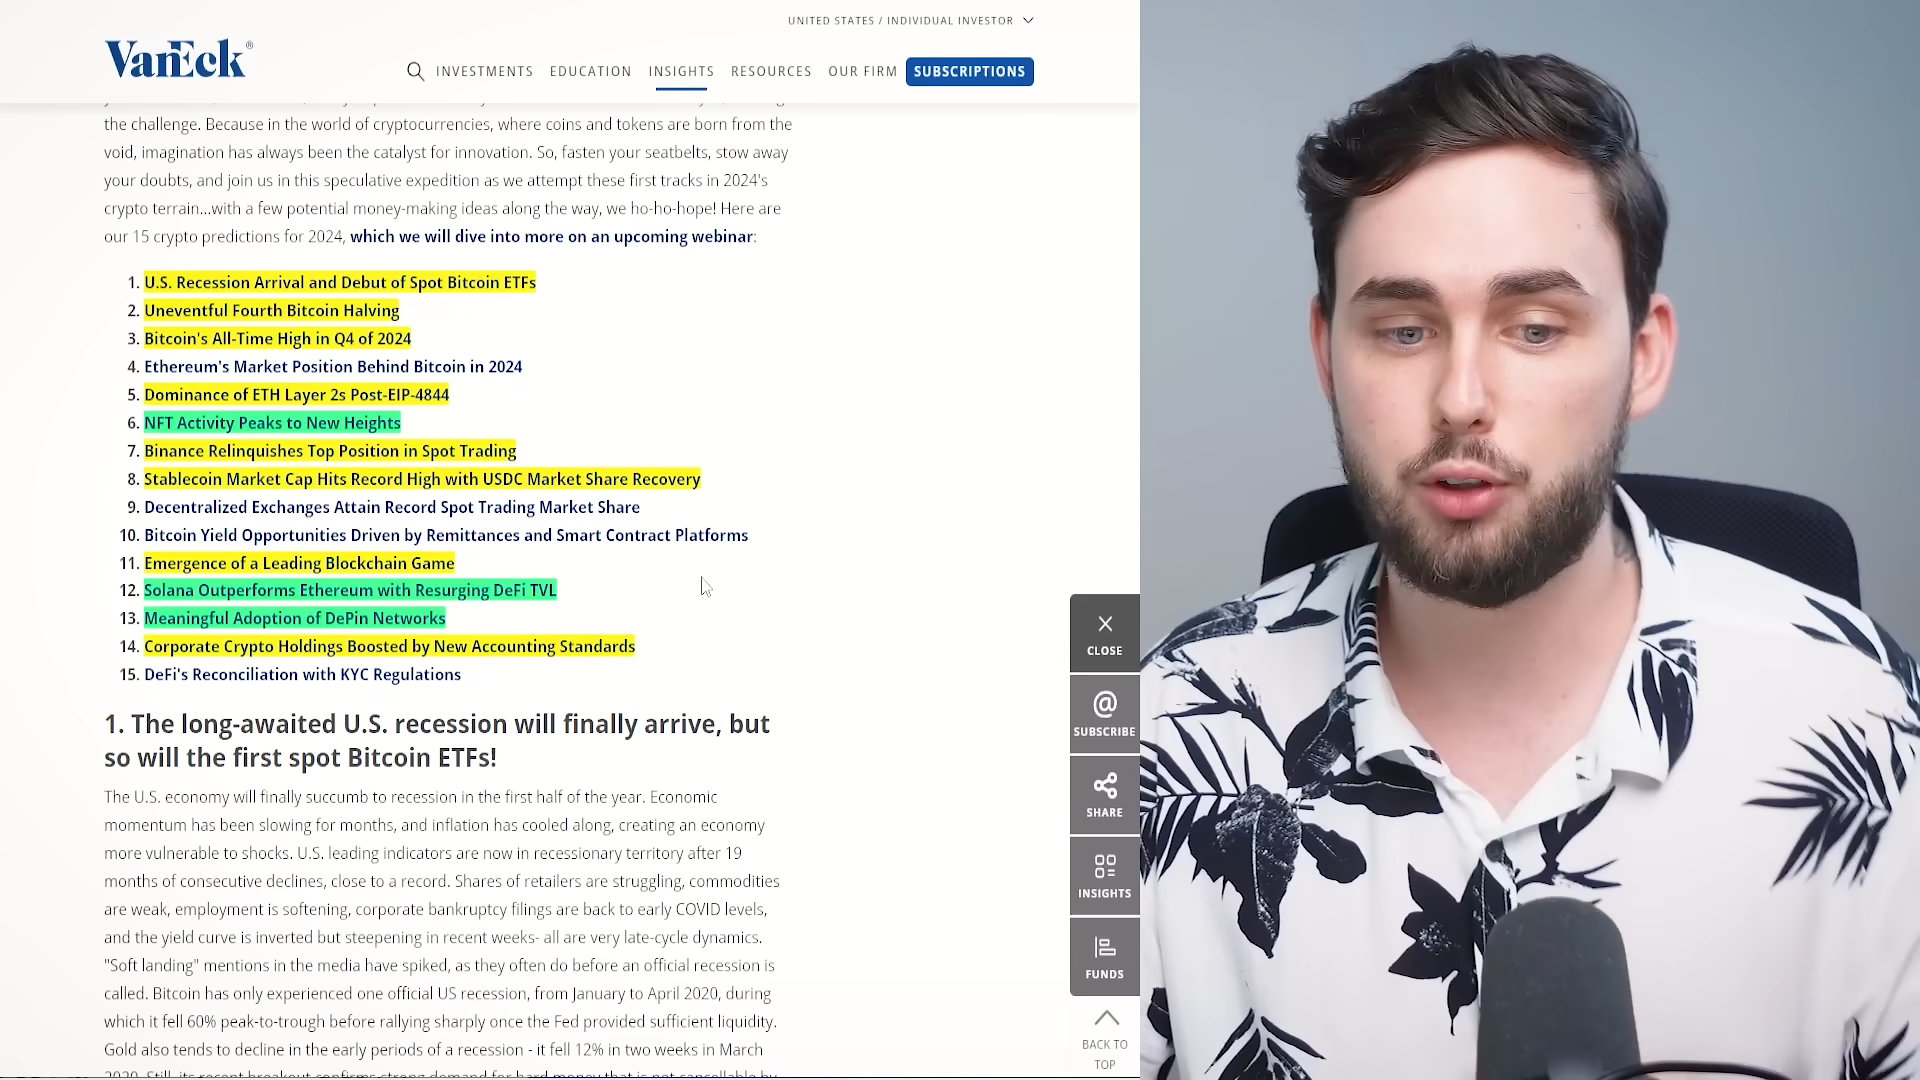 UNITED STATES / INDIVIDUAL INVESTOR
VanEck®
INVESTMENTS EDUCATION INSIGHTS RESOURCES OUR FIRM SUBSCRIPTIONS
the challenge. Because in the world of cryptocurrencies, where coins and tokens are born from the
void, imagination has always been the catalyst for innovation. So, fasten your seatbelts, stow away
your doubts, and join us in this speculative expedition as we attempt these first tracks in 2024's
crypto terrain...with a few potential money-making ideas along the way, we ho-ho-hope! Here are
our 15 crypto predictions for 2024, which we will dive into more on an upcoming webinar:
1. U.S. Recession Arrival and Debut of Spot Bitcoin ETFs
2. Uneventful Fourth Bitcoin Halving
3. Bitcoin's All-Time High in Q4 of 2024
4. Ethereum's Market Position Behind Bitcoin in 2024
5. Dominance of ETH Layer 2s Post-EIP-4844
6. NFT Activity Peaks to New Heights
7. Binance Relinquishes Top Position in Spot Trading
8. Stablecoin Market Cap Hits Record High with USDC Market Share Recovery
9. Decentralized Exchanges Attain Record Spot Trading Market Share
10. Bitcoin Yield Opportunities Driven by Remittances and Smart Contract Platforms
11. Emergence of a Leading Blockchain Game
12. Solana Outperforms Ethereum with Resurging DeFi TVL
13. Meaningful Adoption of DePin Networks
14. Corporate Crypto Holdings Boosted by New Accounting Standards
15. DeFi's Reconciliation with KYC Regulations
1. The long-awaited U.S. recession will finally arrive, but
so will the first spot Bitcoin ETFs!
The U.S. economy will finally succumb to recession in the first half of the year. Economic
momentum has been slowing for months, and inflation has cooled along, creating an economy
more vulnerable to shocks. U.S. leading indicators are now in recessionary territory after 19
months of consecutive declines, close to a record. Shares of retailers are struggling, commodities
are weak, employment is softening, corporate bankruptcy filings are back to early COVID levels,
and the yield curve is inverted but steepening in recent weeks- all are very late-cycle dynamics.
"Soft landing" mentions in the media have spiked, as they often do before an official recession is
called. Bitcoin has only experienced one official US recession, from January to April 2020, during
which it fell 60% peak-to-trough before rallying sharply once the Fed provided sufficient liquidity.
Gold also tends to decline in the early periods of a recession - it fell 12% in two weeks in March
2020. Still, its recent breakout confirms strong demand for hard money that is not cancellable by
CLOSE
SUBSCRIBE
SHARE
INSIGHTS
FUNDS
BACK TO
TOP